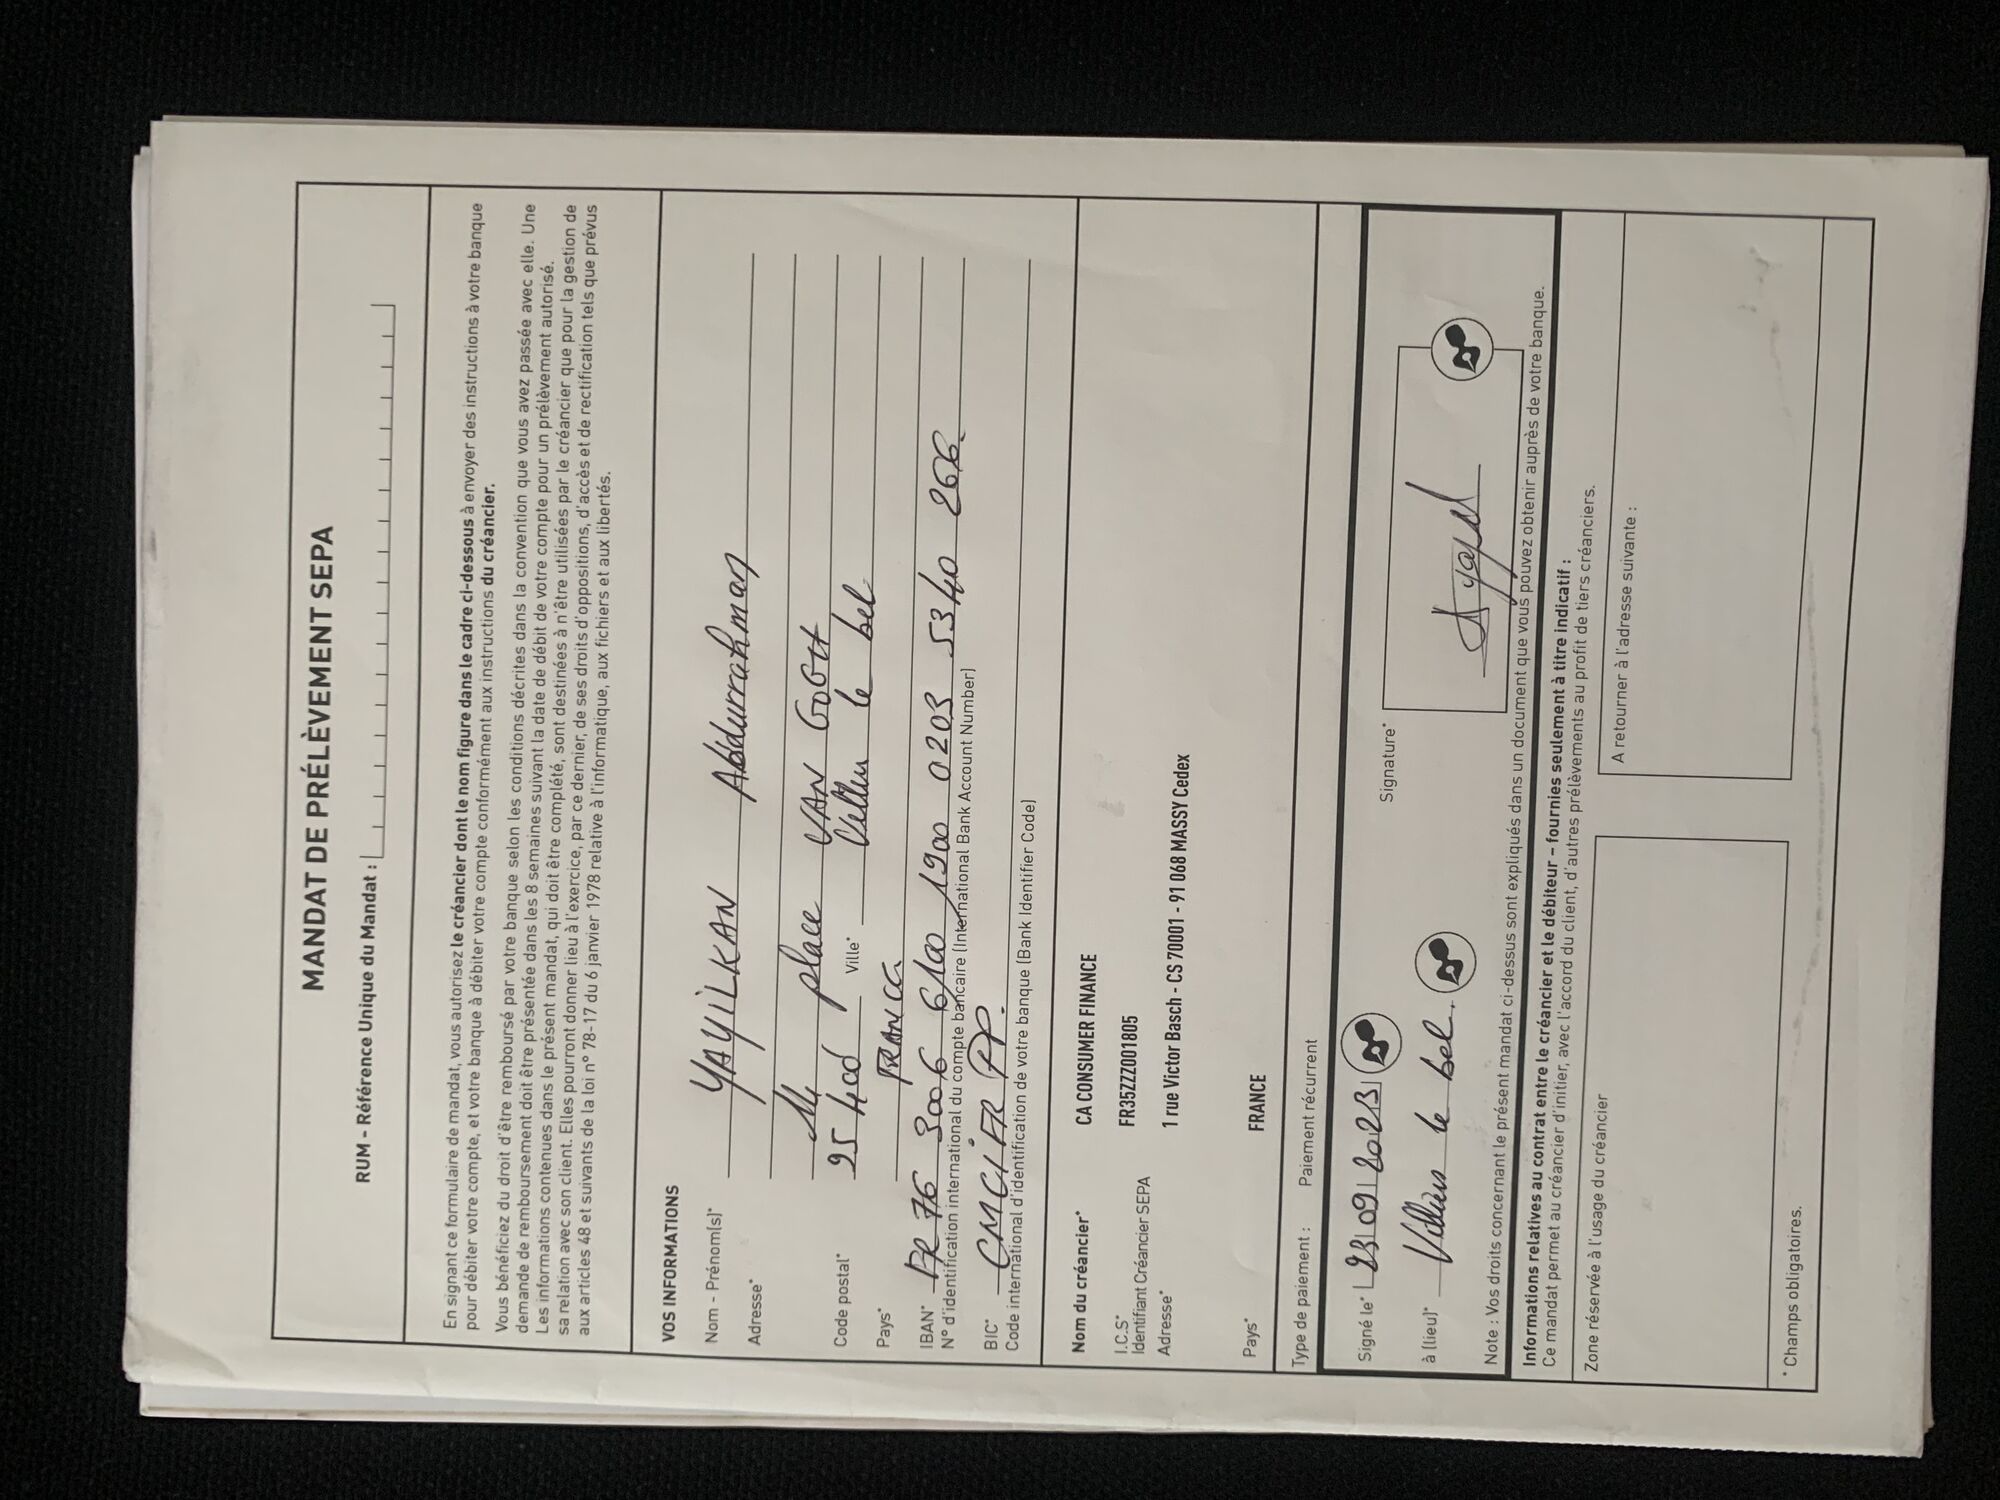 MANDAT DE PRÉLÈVEMENT SEPA
RUM - Référence Unique du Mandat :
En signant ce formulaire de mandat, vous autorisez le créancier dont le nom figure dans le cadre ci-dessous à envoyer des instructions à votre banque
pour débiter votre compte, et votre banque à débiter votre compte conformément aux instructions du créancier.
Vous bénéficiez du droit d'être remboursé par votre banque selon les conditions décrites dans la convention que vous avez passée avec elle. Une
demande de remboursement doit être présentée dans les 8 semaines suivant la date de débit de votre compte pour un prélèvement autorisé.
Les informations contenues dans le présent mandat, qui doit être complété, sont destinées à n'être utilisées par le créancier que pour la gestion de
sa relation avec son client. Elles pourront donner lieu à l'exercice, par ce dernier, de ses droits d'oppositions, d'accès et de rectification tels que prévus
aux articles 48 et suivants de la loi n° 78-17 du 6 janvier 1978 relative à l'informatique, aux fichiers et aux libertés.
VOS INFORMATIONS
Nom - Prénom(s)* YAYILKAN Abdurrahman
Adresse*
place VAN GOGH
Code postal* 95400 Ville* Villiers le bel
Pays* FRANCE
IBAN* FR 76 3006 6100 1900 0203 5340 266
N° d'identification international du compte bancaire (International Bank Account Number)
BIC* CMCIFRPP.
Code international d'identification de votre banque (Bank Identifier Code)
Nom du créancier* CA CONSUMER FINANCE
I.C.S* FR35ZZZ001805
Identifiant Créancier SEPA
Adresse* 1 rue Victor Basch - CS 70001 - 91 068 MASSY Cedex
Pays* FRANCE
Type de paiement : Paiement récurrent
Signé le* 23 09 2023 Signature*
à (lieu)* Villiers le bel.
Note : Vos droits concernant le présent mandat ci-dessus sont expliqués dans un document que vous pouvez obtenir auprès de votre banque.
Informations relatives au contrat entre le créancier et le débiteur – fournies seulement à titre indicatif :
Ce mandat permet au créancier d'initier, avec l'accord du client, d'autres prélèvements au profit de tiers créanciers.
Zone réservée à l'usage du créancier
A retourner à l'adresse suivante :
* Champs obligatoires.